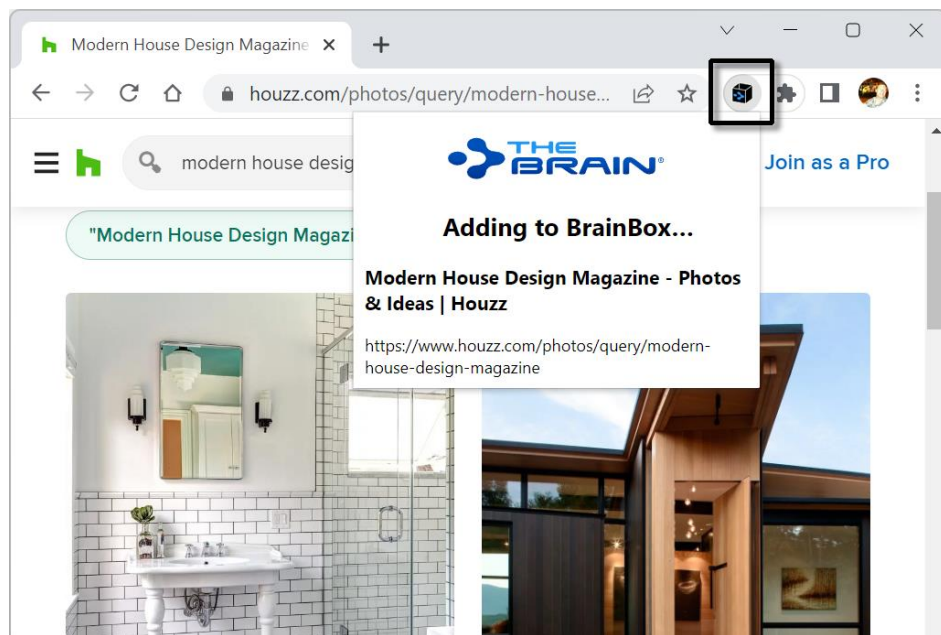 Modern House Design Magazine
houzz.com/photos/query/modern-house...
modern house desig
Join as a Pro
"Modern House Design Magazi
THE BRAIN®
Adding to BrainBox...
Modern House Design Magazine - Photos
& Ideas | Houzz
https://www.houzz.com/photos/query/modern-
house-design-magazine